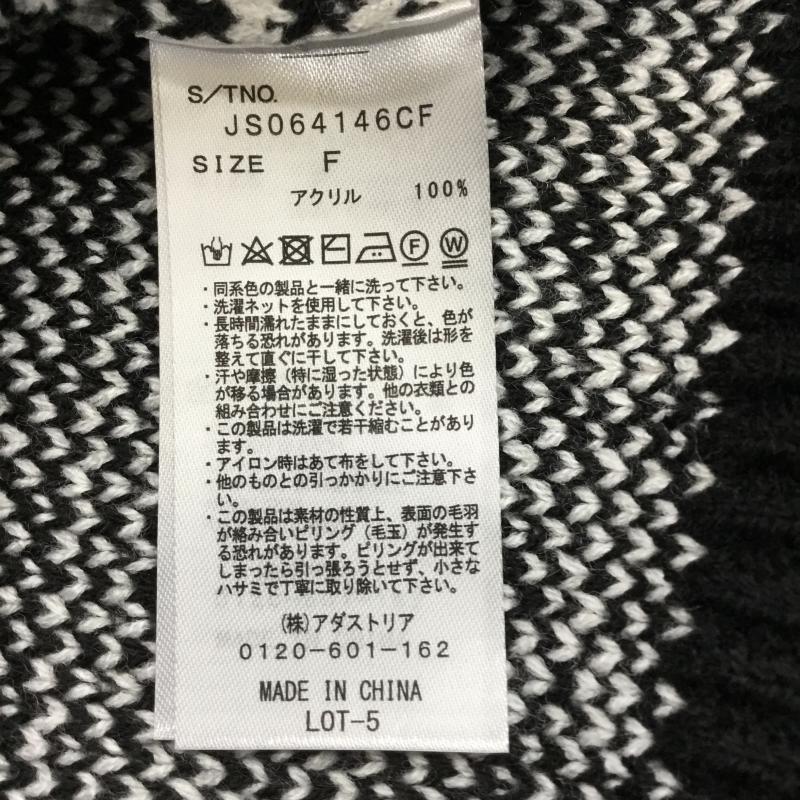 S/TNO.
JS064146CF
SIZE F
アクリル 100%
F W
・同系色の製品と一緒に洗って下さい。
・洗濯ネットを使用して下さい。
・長時間濡れたままにしておくと、色が
落ちる恐れがあります。洗濯後は形を
整えて直ぐに干して下さい。
・汗や摩擦（特に湿った状態）により色
が移る場合があります。他の衣類との
組み合わせにご注意ください。
・この製品は洗濯で若干縮むことがあり
ます。
・アイロン時はあて布をして下さい。
・他のものとの引っかかりにご注意下さ
い。
・この製品は素材の性質上、表面の毛羽
が絡み合いピリング（毛玉）が発生す
る恐れがあります。ピリングが出来て
しまったら引っ張ろうとせず、小さな
ハサミで丁寧に取り除いて下さい。
(株)アダストリア
0120-601-162
MADE IN CHINA
LOT-5